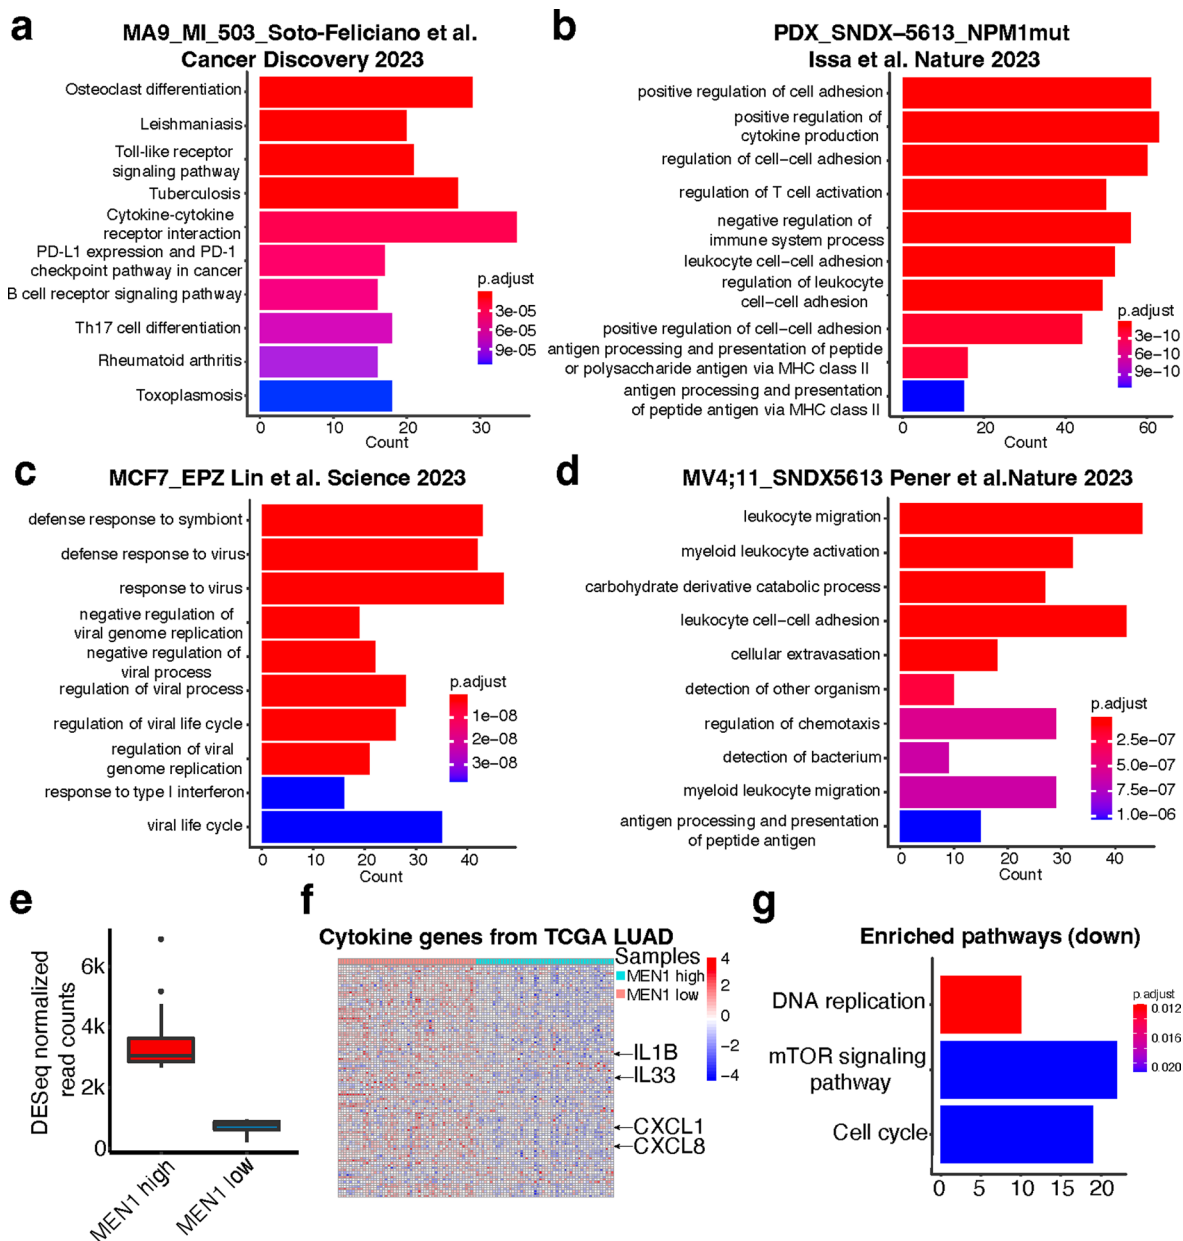 a
MA9_MI_503_Soto-Feliciano et al.
Cancer Discovery 2023
Osteoclast differentiation
Leishmaniasis
Toll-like receptor
signaling pathway
Tuberculosis
Cytokine-cytokine
receptor interaction
PD-L1 expression and PD-1
checkpoint pathway in cancer
B cell receptor signaling pathway
Th17 cell differentiation
Rheumatoid arthritis
Toxoplasmosis
p.adjust
3e-05
6e-05
9e-05
0 10 20 30
Count
b
PDX_SNDX–5613_NPM1mut
Issa et al. Nature 2023
positive regulation of cell adhesion
positive regulation of
cytokine production
regulation of cell–cell adhesion
regulation of T cell activation
negative regulation of
immune system process
leukocyte cell–cell adhesion
regulation of leukocyte
cell–cell adhesion
positive regulation of cell–cell adhesion
antigen processing and presentation of peptide
or polysaccharide antigen via MHC class II
antigen processing and presentation
of peptide antigen via MHC class II
p.adjust
3e−10
6e−10
9e−10
0 20 40 60
Count
c
MCF7_EPZ Lin et al. Science 2023
defense response to symbiont
defense response to virus
response to virus
negative regulation of
viral genome replication
negative regulation of
viral process
regulation of viral process
regulation of viral life cycle
regulation of viral
genome replication
response to type I interferon
viral life cycle
p.adjust
1e−08
2e−08
3e−08
0 10 20 30 40
Count
d
MV4;11_SNDX5613 Pener et al.Nature 2023
leukocyte migration
myeloid leukocyte activation
carbohydrate derivative catabolic process
leukocyte cell–cell adhesion
cellular extravasation
detection of other organism
regulation of chemotaxis
detection of bacterium
myeloid leukocyte migration
antigen processing and presentation
of peptide antigen
p.adjust
2.5e−07
5.0e−07
7.5e−07
1.0e−06
0 10 20 30 40
Count
e
DESeq normalized
read counts
6k
4k
2k
0
MEN1 high
MEN1 low
f
Cytokine genes from TCGA LUAD
Samples
MEN1 high
MEN1 low
4
2
0
−2
−4
IL1B
IL33
CXCL1
CXCL8
g
Enriched pathways (down)
DNA replication
mTOR signaling
pathway
Cell cycle
p.adjust
0.012
0.016
0.020
0 5 10 15 20